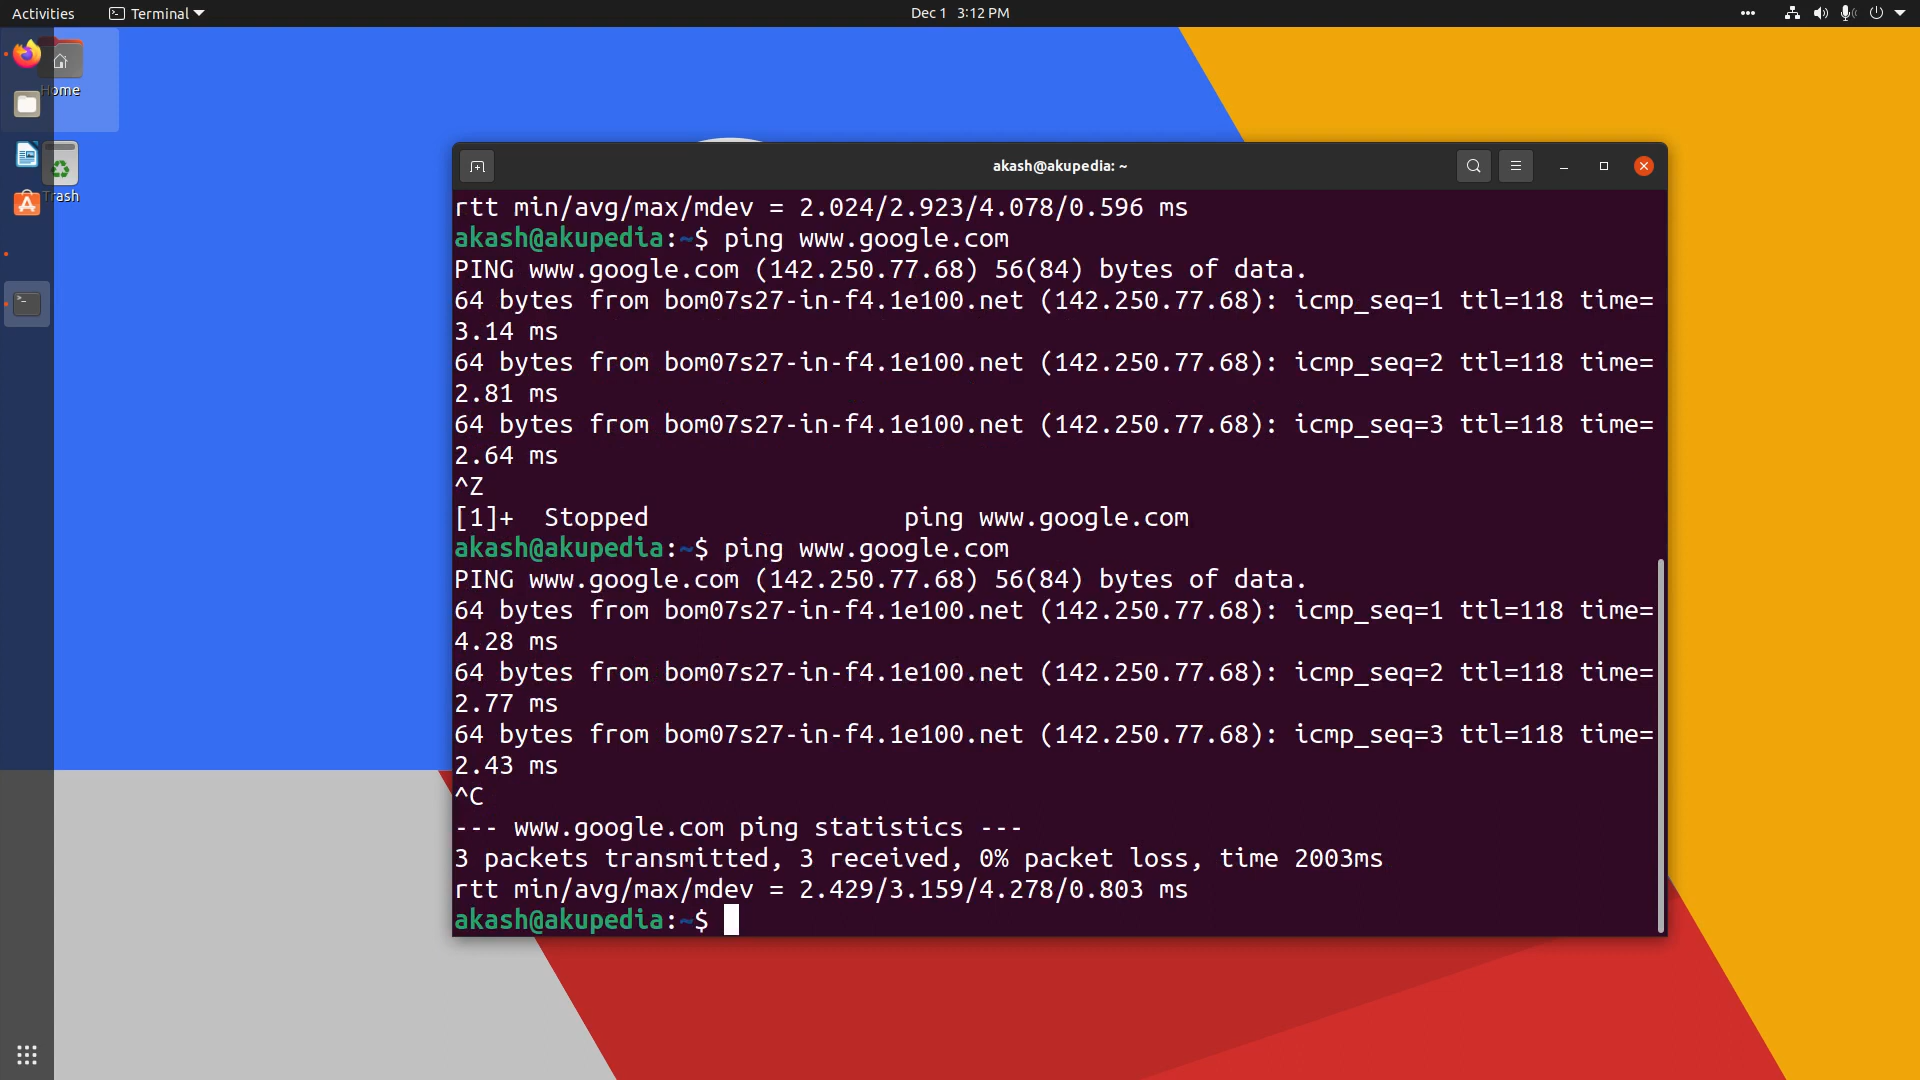 Activities
Terminal
Dec 1 3:12 PM
Home
Trash
akash@akupedia: ~
rtt min/avg/max/mdev = 2.024/2.923/4.078/0.596 ms
akash@akupedia:~$ ping www.google.com
PING www.google.com (142.250.77.68) 56(84) bytes of data.
64 bytes from bom07s27-in-f4.1e100.net (142.250.77.68): icmp_seq=1 ttl=118 time=
3.14 ms
64 bytes from bom07s27-in-f4.1e100.net (142.250.77.68): icmp_seq=2 ttl=118 time=
2.81 ms
64 bytes from bom07s27-in-f4.1e100.net (142.250.77.68): icmp_seq=3 ttl=118 time=
2.64 ms
^Z
[1]+  Stopped                 ping www.google.com
akash@akupedia:~$ ping www.google.com
PING www.google.com (142.250.77.68) 56(84) bytes of data.
64 bytes from bom07s27-in-f4.1e100.net (142.250.77.68): icmp_seq=1 ttl=118 time=
4.28 ms
64 bytes from bom07s27-in-f4.1e100.net (142.250.77.68): icmp_seq=2 ttl=118 time=
2.77 ms
64 bytes from bom07s27-in-f4.1e100.net (142.250.77.68): icmp_seq=3 ttl=118 time=
2.43 ms
^C
--- www.google.com ping statistics ---
3 packets transmitted, 3 received, 0% packet loss, time 2003ms
rtt min/avg/max/mdev = 2.429/3.159/4.278/0.803 ms
akash@akupedia:~$